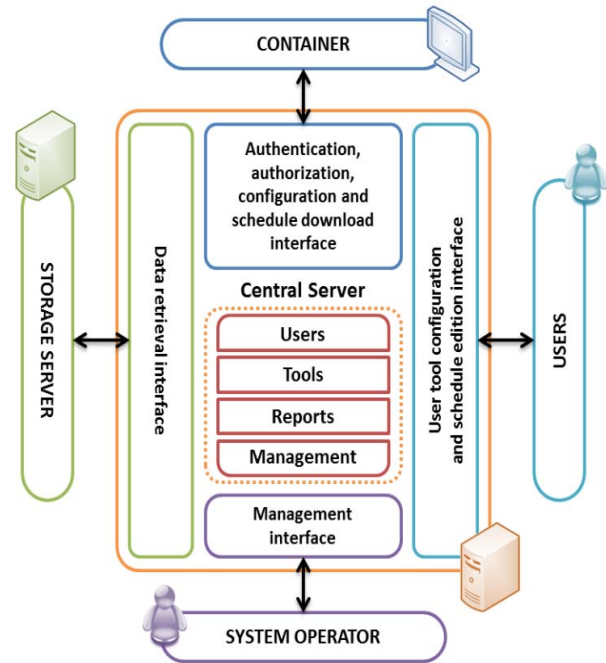 CONTAINER
Authentication,
authorization,
configuration and
schedule download
interface
STORAGE SERVER
Data retrieval interface
Central Server
Users
Tools
Reports
Management
User tool configuration
and schedule edition interface
USERS
Management
interface
SYSTEM OPERATOR